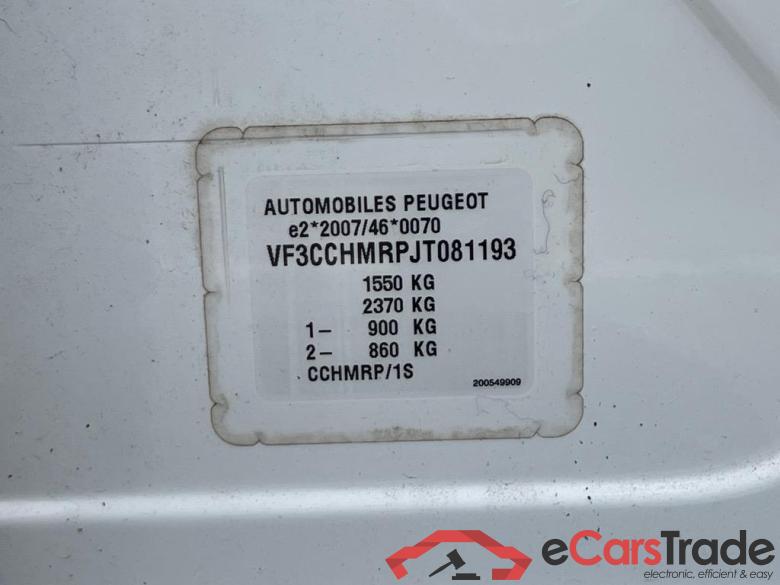 AUTOMOBILES PEUGEOT
e2*2007/46*0070
VF3CCHMRPJT081193
1550 KG
2370 KG
1– 900 KG
2– 860 KG
CCHMRP/1S
200549909
eCarsTrade
electronic, efficient & easy